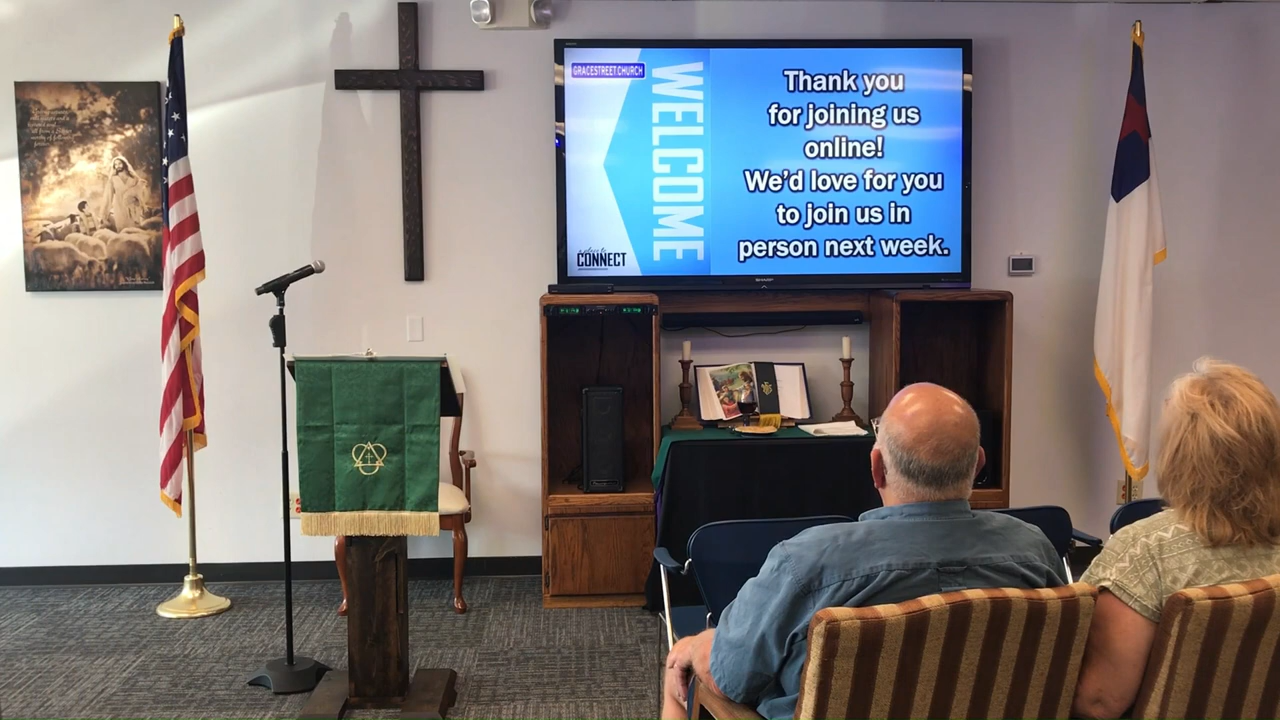 GRACESTREET.CHURCH
WELCOME
Thank you
for joining us
online!
We'd love for you
to join us in
person next week.
a place to
CONNECT
SHARP